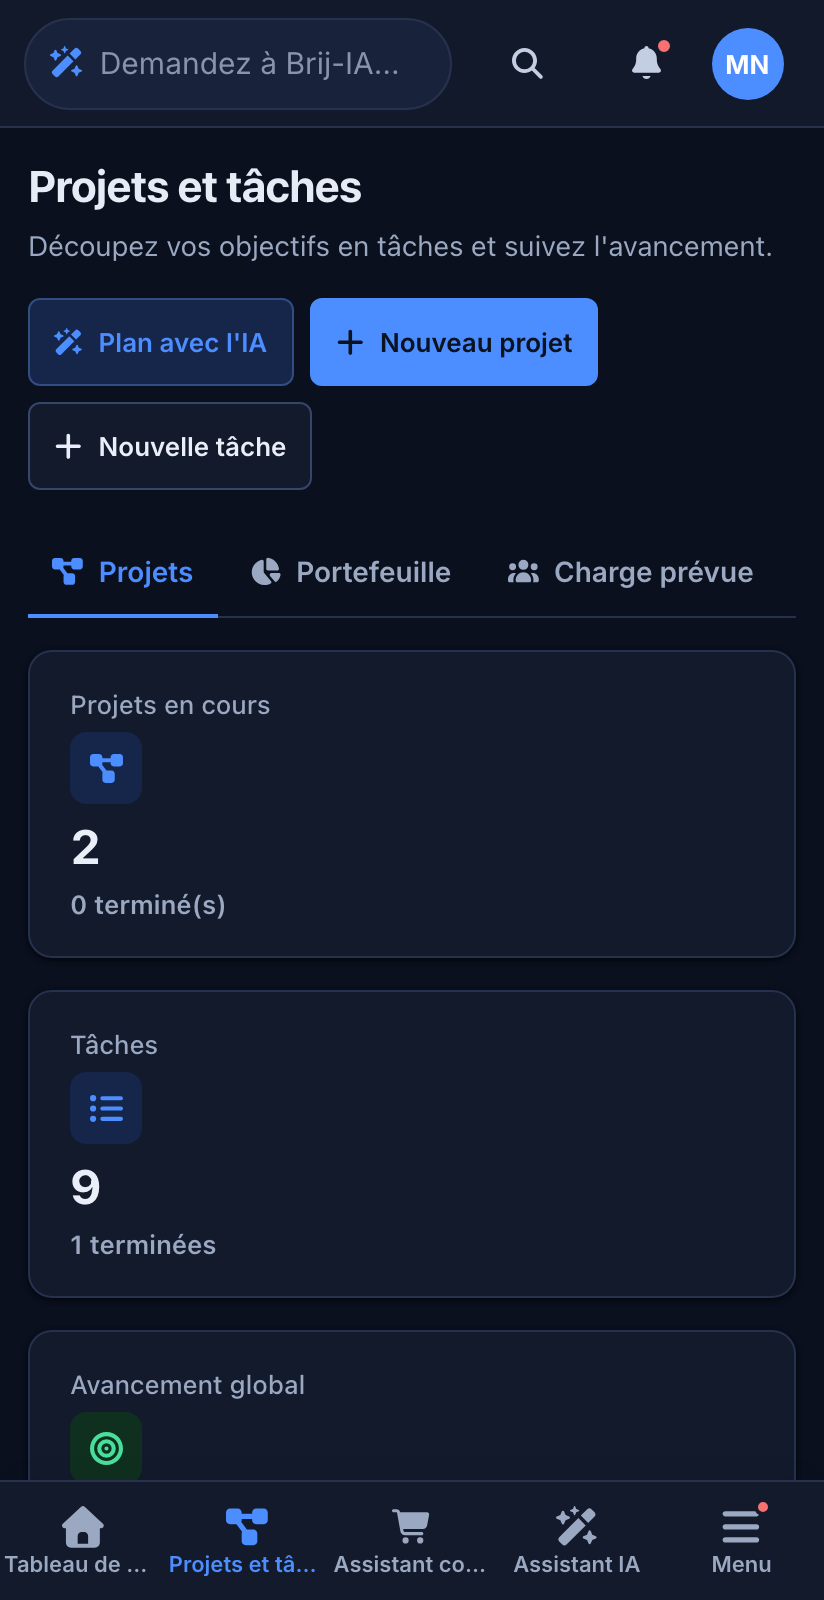 Demandez à Brij-IA...
MN
Projets et tâches
Découpez vos objectifs en tâches et suivez l'avancement.
Plan avec l'IA
Nouveau projet
Nouvelle tâche
Projets
Portefeuille
Charge prévue
Projets en cours
2
0 terminé(s)
Tâches
9
1 terminées
Avancement global
Tableau de ...
Projets et tâ...
Assistant co...
Assistant IA
Menu